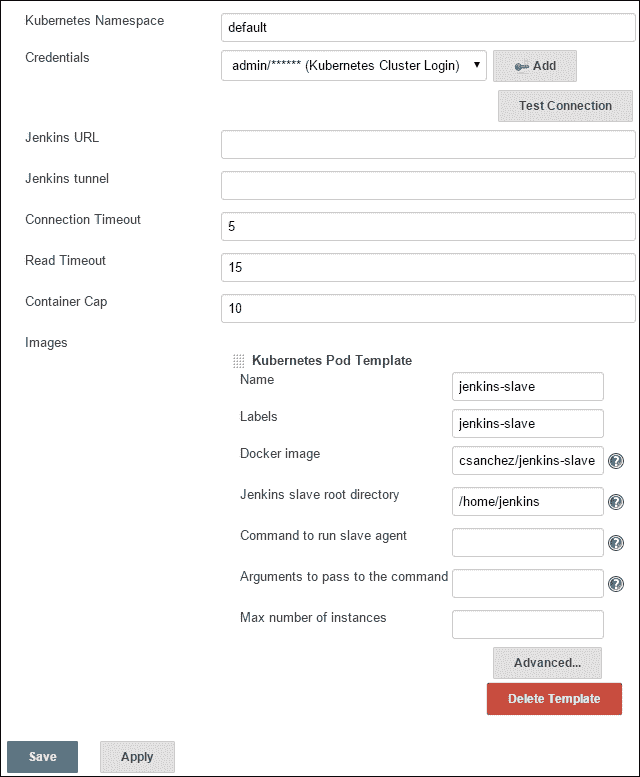 Kubernetes Namespace
default
Credentials
admin/****** (Kubernetes Cluster Login)
Add
Test Connection
Jenkins URL
Jenkins tunnel
Connection Timeout
5
Read Timeout
15
Container Cap
10
Images
Kubernetes Pod Template
Name
jenkins-slave
Labels
jenkins-slave
Docker image
csanchez/jenkins-slave
?
Jenkins slave root directory
/home/jenkins
?
Command to run slave agent
?
Arguments to pass to the command
?
Max number of instances
Advanced...
Delete Template
Save
Apply